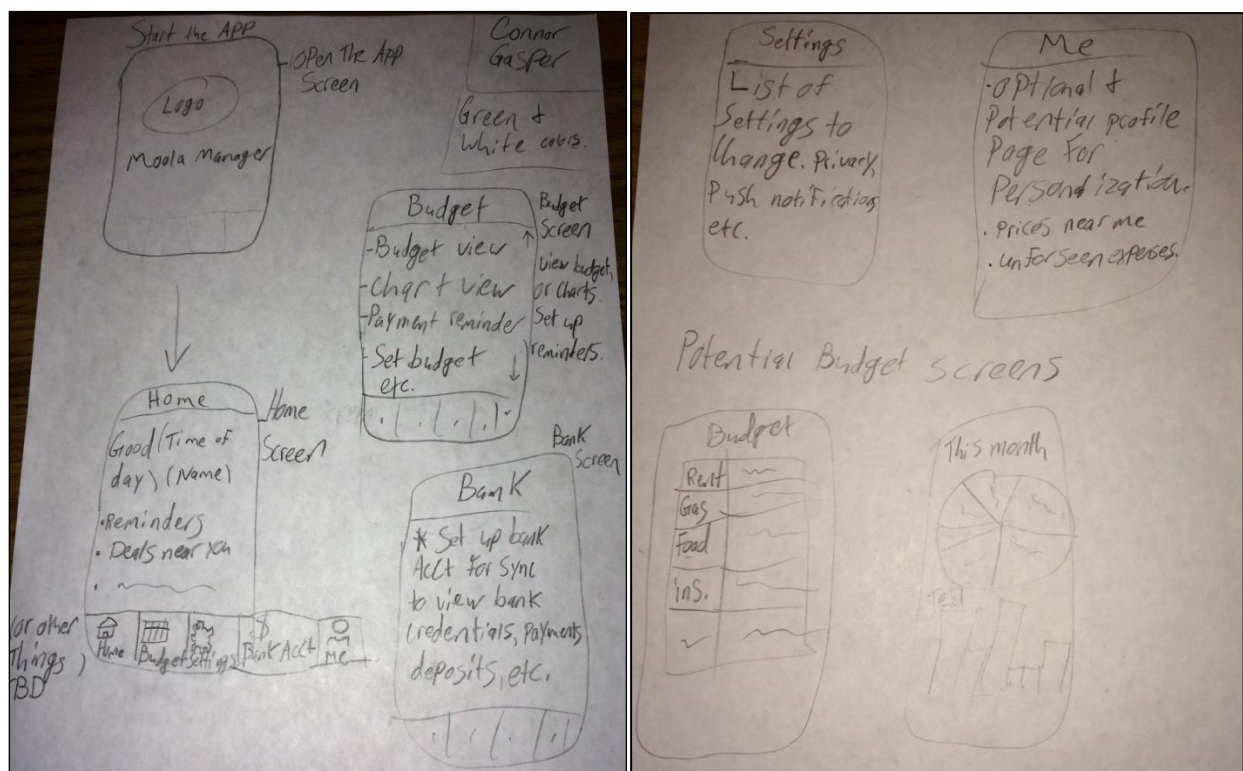 Start the APP
Open The APP
Screen
Logo
Moola Manager
Connor
Gasper
Green &
White colors.
Budget
-Budget view
-Chart view
-Payment reminder
-Set budget
etc.
Budget
Screen
View budget,
or charts.
Set up
reminders.
Home
Good (Time of
day) (Name)
•Reminders
• Deals near you
Home
Screen
Home
Budget
Settings
$
Bank Acct
Me
(or other
Things
TBD)
Bank
Screen
Bank
* Set up bank
Acct for sync
to view bank
credentials, payments
deposits, etc.
Settings
List of
Settings to
Change. Privacy,
Push notifications
etc.
Me
•optional &
Potential profile
Page for
Personalization.
• prices near me
• unforseen expenses.
Potential Budget screens
Budget
Rent
Gas
Food
Ins.
This month